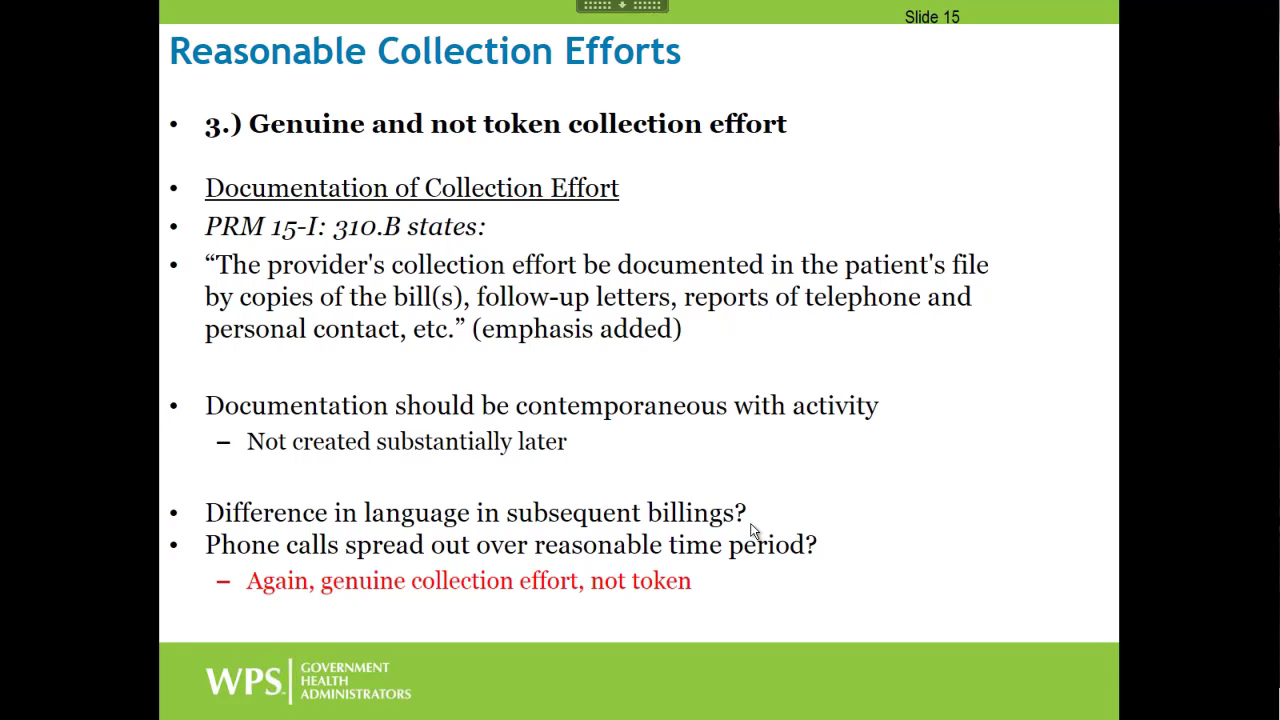 Slide 15
Reasonable Collection Efforts
• 3.) Genuine and not token collection effort
• Documentation of Collection Effort
• PRM 15-I: 310.B states:
• “The provider's collection effort be documented in the patient's file
by copies of the bill(s), follow-up letters, reports of telephone and
personal contact, etc.” (emphasis added)
• Documentation should be contemporaneous with activity
– Not created substantially later
• Difference in language in subsequent billings?
• Phone calls spread out over reasonable time period?
– Again, genuine collection effort, not token
WPS
GOVERNMENT
HEALTH
ADMINISTRATORS